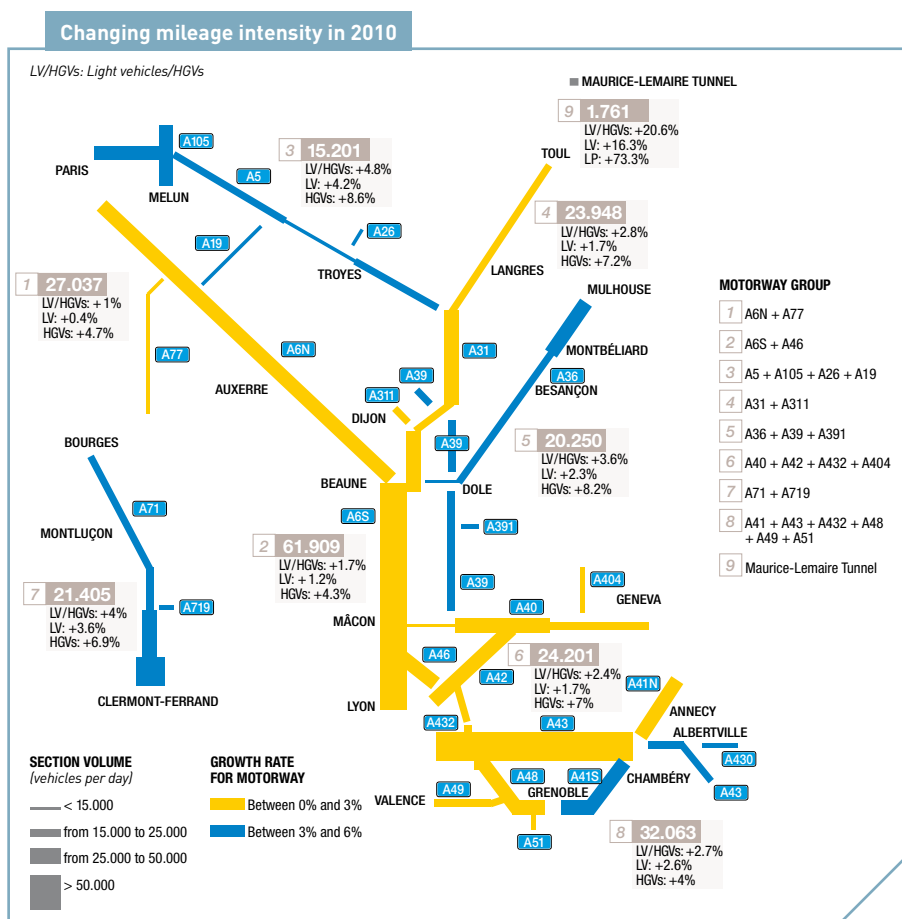 Changing mileage intensity in 2010
LV/HGVs: Light vehicles/HGVs
MAURICE-LEMAIRE TUNNEL
9 1.761
LV/HGVs: +20.6%
LV: +16.3%
LP: +73.3%
TOUL
A105
PARIS
MELUN
A5
3 15.201
LV/HGVs: +4.8%
LV: +4.2%
HGVs: +8.6%
A19
A26
TROYES
4 23.948
LV/HGVs: +2.8%
LV: +1.7%
HGVs: +7.2%
LANGRES
MULHOUSE
1 27.037
LV/HGVs: + 1%
LV: +0.4%
HGVs: +4.7%
A77
A6N
AUXERRE
A31
MONTBÉLIARD
A36
BESANÇON
A39
A311
DIJON
A39
BOURGES
5 20.250
LV/HGVs: +3.6%
LV: +2.3%
HGVs: +8.2%
BEAUNE
DOLE
A71
MONTLUÇON
A6S
A391
2 61.909
LV/HGVs: +1.7%
LV: + 1.2%
HGVs: +4.3%
A39
A404
GENEVA
7 21.405
LV/HGVs: +4%
LV: +3.6%
HGVs: +6.9%
A719
MÂCON
A40
A46
A42
6 24.201
LV/HGVs: +2.4%
LV: +1.7%
HGVs: +7%
CLERMONT-FERRAND
LYON
A41N
ANNECY
A432
A43
ALBERTVILLE
A430
A43
CHAMBÉRY
A48
A41S
GRENOBLE
VALENCE
A49
A51
8 32.063
LV/HGVs: +2.7%
LV: +2.6%
HGVs: +4%
MOTORWAY GROUP
1 A6N + A77
2 A6S + A46
3 A5 + A105 + A26 + A19
4 A31 + A311
5 A36 + A39 + A391
6 A40 + A42 + A432 + A404
7 A71 + A719
8 A41 + A43 + A432 + A48
+ A49 + A51
9 Maurice-Lemaire Tunnel
SECTION VOLUME
(vehicles per day)
< 15.000
from 15.000 to 25.000
from 25.000 to 50.000
> 50.000
GROWTH RATE
FOR MOTORWAY
Between 0% and 3%
Between 3% and 6%